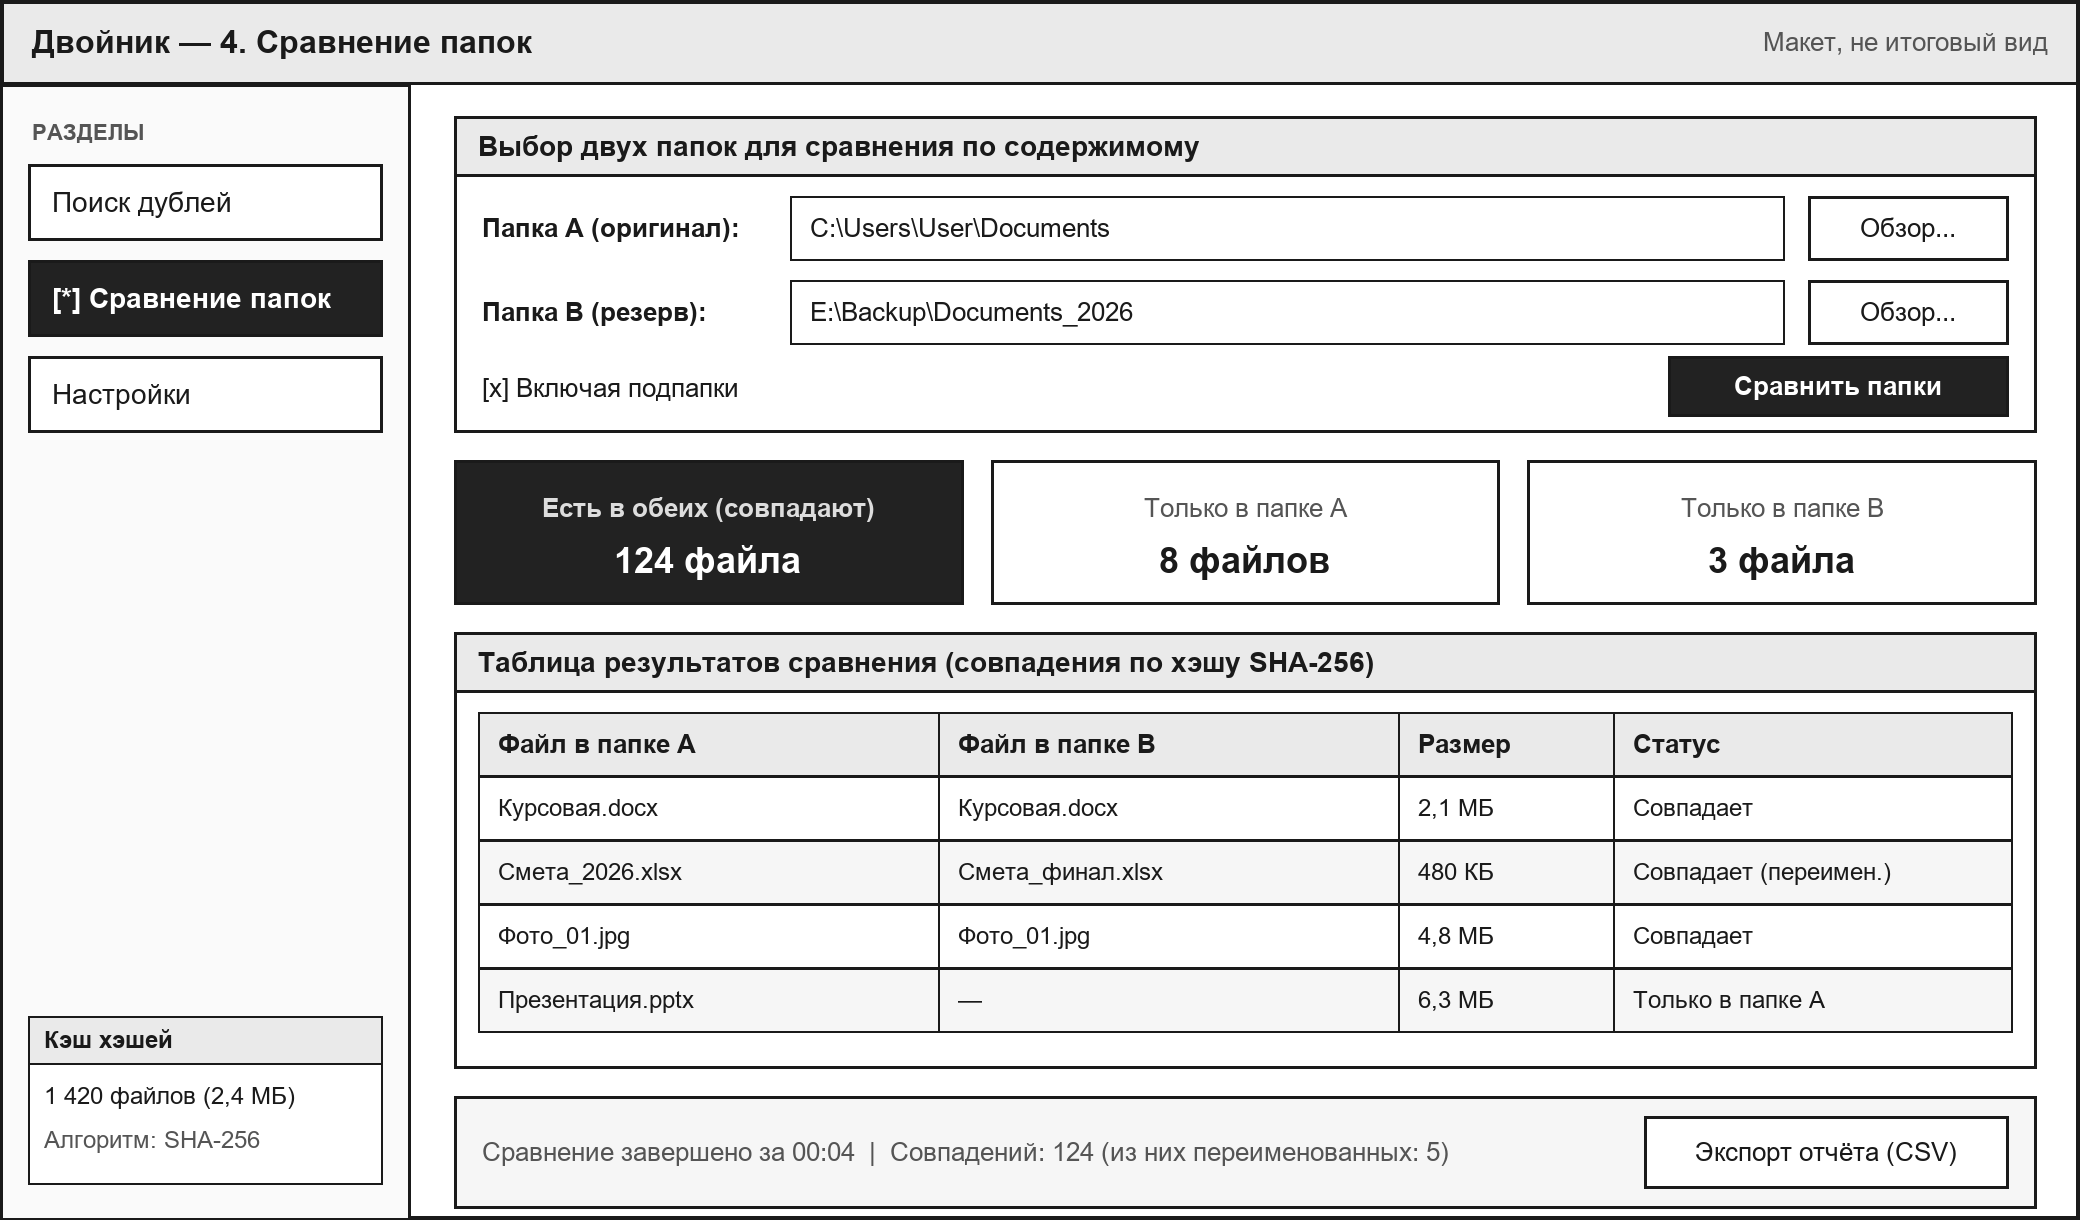 Двойник — 4. Сравнение папок
Макет, не итоговый вид
РАЗДЕЛЫ
Поиск дублей
[*] Сравнение папок
Настройки
Кэш хэшей
1 420 файлов (2,4 МБ)
Алгоритм: SHA-256
Выбор двух папок для сравнения по содержимому
Папка A (оригинал): C:\Users\User\Documents Обзор...
Папка B (резерв): E:\Backup\Documents_2026 Обзор...
[x] Включая подпапки Сравнить папки
Есть в обеих (совпадают)
124 файла
Только в папке A
8 файлов
Только в папке B
3 файла
Таблица результатов сравнения (совпадения по хэшу SHA-256)
Файл в папке A Файл в папке B Размер Статус
Курсовая.docx Курсовая.docx 2,1 МБ Совпадает
Смета_2026.xlsx Смета_финал.xlsx 480 КБ Совпадает (переимен.)
Фото_01.jpg Фото_01.jpg 4,8 МБ Совпадает
Презентация.pptx — 6,3 МБ Только в папке A
Сравнение завершено за 00:04 | Совпадений: 124 (из них переименованных: 5) Экспорт отчёта (CSV)